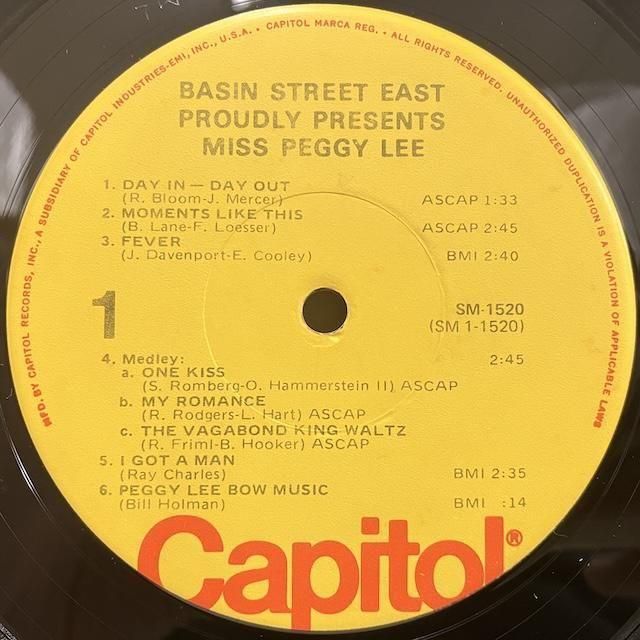 MFD. BY CAPITOL RECORDS, INC., A SUBSIDIARY OF CAPITOL INDUSTRIES-EMI, INC., U.S.A. • CAPITOL MARCA REG. • ALL RIGHTS RESERVED. UNAUTHORIZED DUPLICATION IS A VIOLATION OF APPLICABLE LAWS
BASIN STREET EAST
PROUDLY PRESENTS
MISS PEGGY LEE
1. DAY IN — DAY OUT
(R. Bloom-J. Mercer) ASCAP 1:33
2. MOMENTS LIKE THIS
(B. Lane-F. Loesser) ASCAP 2:45
3. FEVER
(J. Davenport-E. Cooley) BMI 2:40
1
SM-1520
(SM 1-1520)
4. Medley: 2:45
a. ONE KISS
(S. Romberg-O. Hammerstein II) ASCAP
b. MY ROMANCE
(R. Rodgers-L. Hart) ASCAP
c. THE VAGABOND KING WALTZ
(R. Friml-B. Hooker) ASCAP
5. I GOT A MAN
(Ray Charles) BMI 2:35
6. PEGGY LEE BOW MUSIC
(Bill Holman) BMI :14
Capitol®